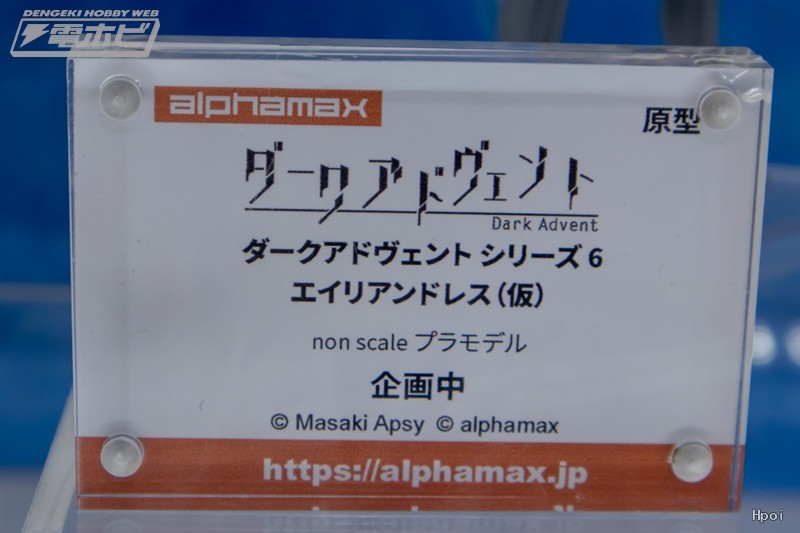 DENGEKI HOBBY WEB
電ホビ
alphamax
原型
ダークアドヴェント
Dark Advent
ダークアドヴェント シリーズ6
エイリアンドレス（仮）
non scale プラモデル
企画中
© Masaki Apsy © alphamax
https://alphamax.jp
Hpoi